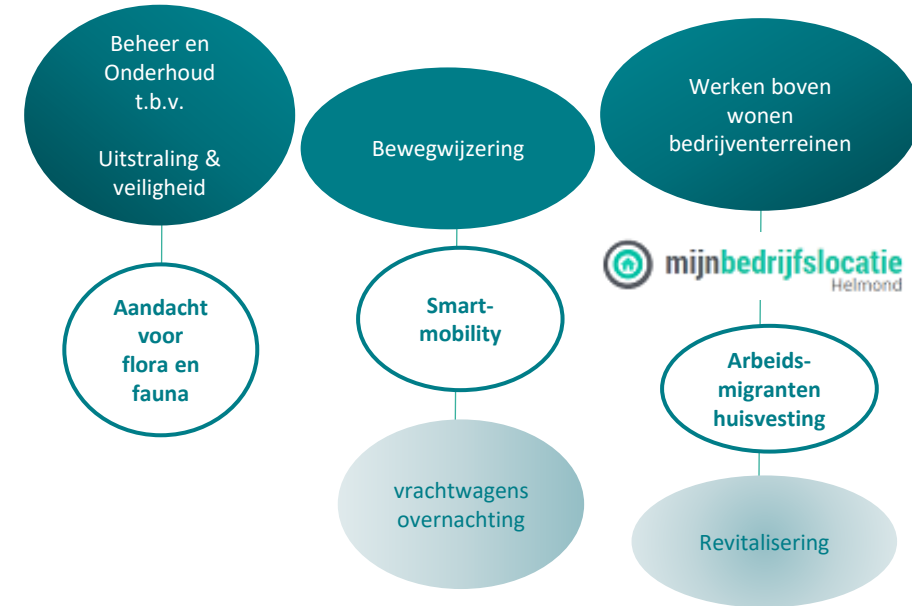 Beheer en
Onderhoud
t.b.v.
Uitstraling &
veiligheid
Aandacht
voor
flora en
fauna
Bewegwijzering
Smart-
mobility
vrachtwagens
overnachting
Werken boven
wonen
bedrijventerreinen
mijnbedrijfslocatie
Helmond
Arbeids-
migranten
huisvesting
Revitalisering